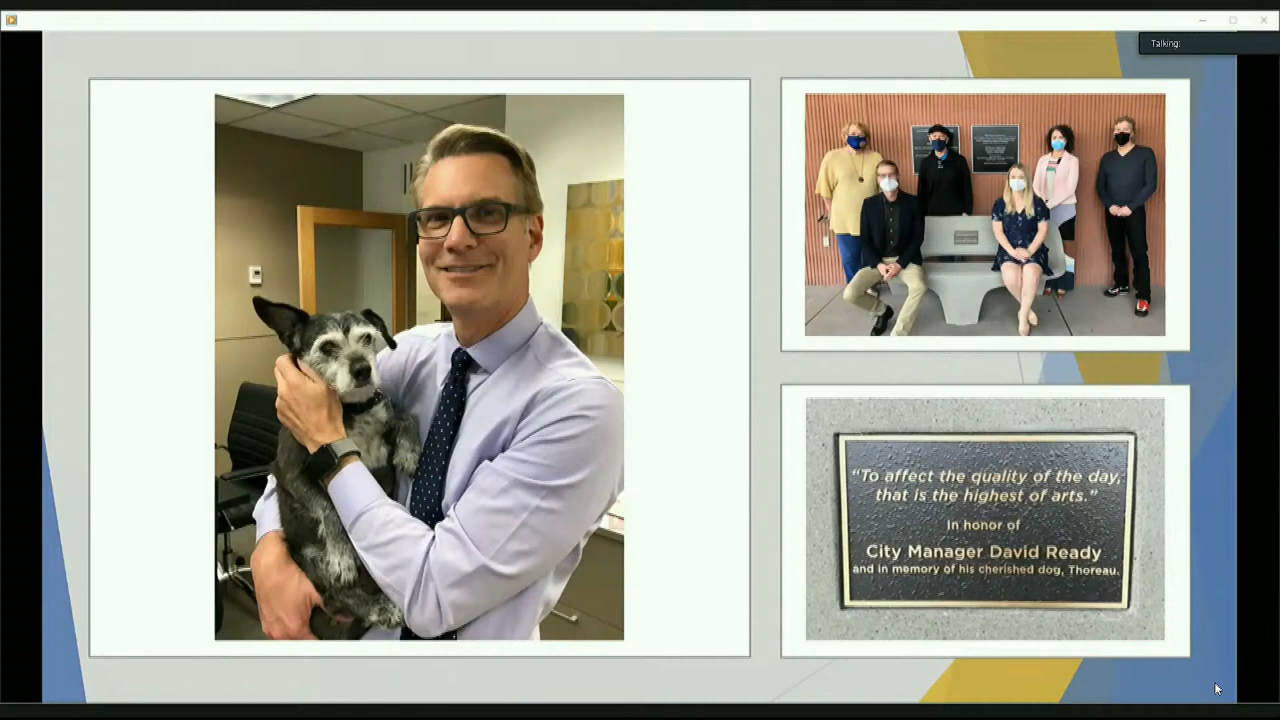 Talking:
“To affect the quality of the day,
that is the highest of arts.”
In honor of
City Manager David Ready
and in memory of his cherished dog, Thoreau.